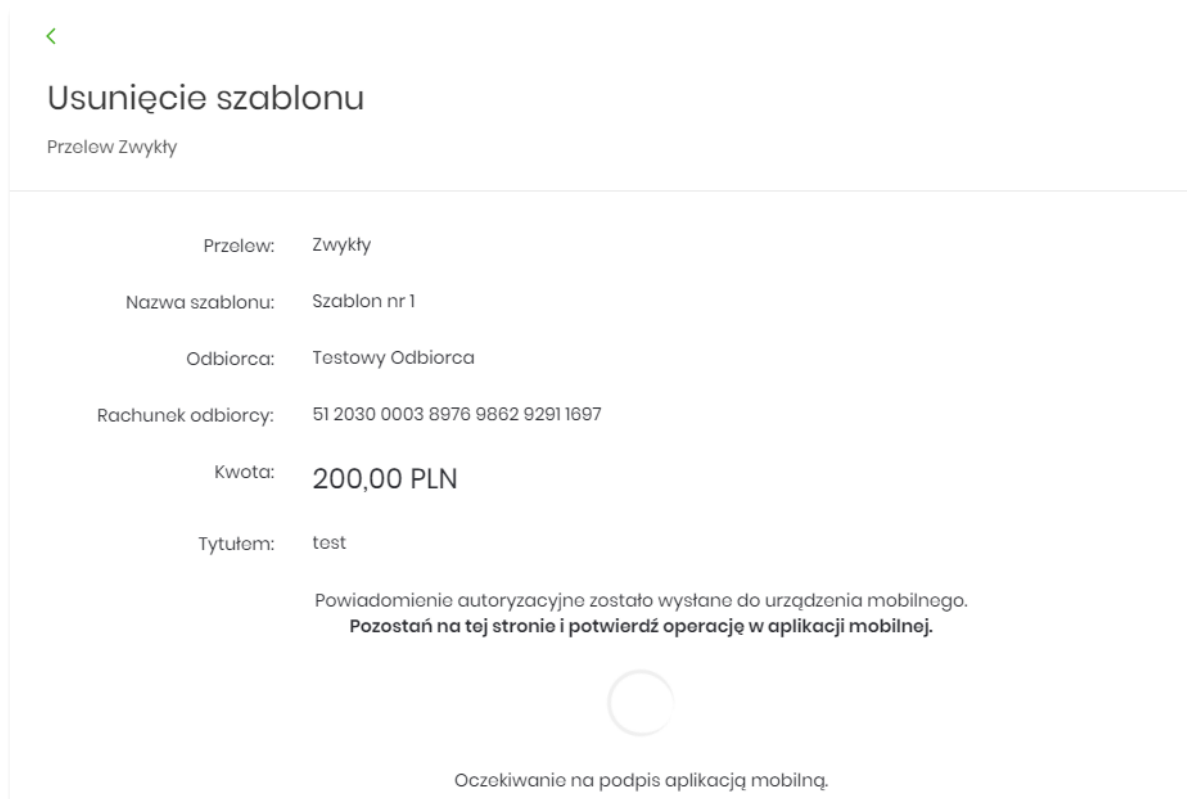 Usunięcie szablonu
Przelew Zwykły
Przelew: Zwykły
Nazwa szablonu: Szablon nr 1
Odbiorca: Testowy Odbiorca
Rachunek odbiorcy: 51 2030 0003 8976 9862 9291 1697
Kwota: 200,00 PLN
Tytułem: test
Powiadomienie autoryzacyjne zostało wysłane do urządzenia mobilnego.
Pozostań na tej stronie i potwierdź operację w aplikacji mobilnej.
Oczekiwanie na podpis aplikacją mobilną.